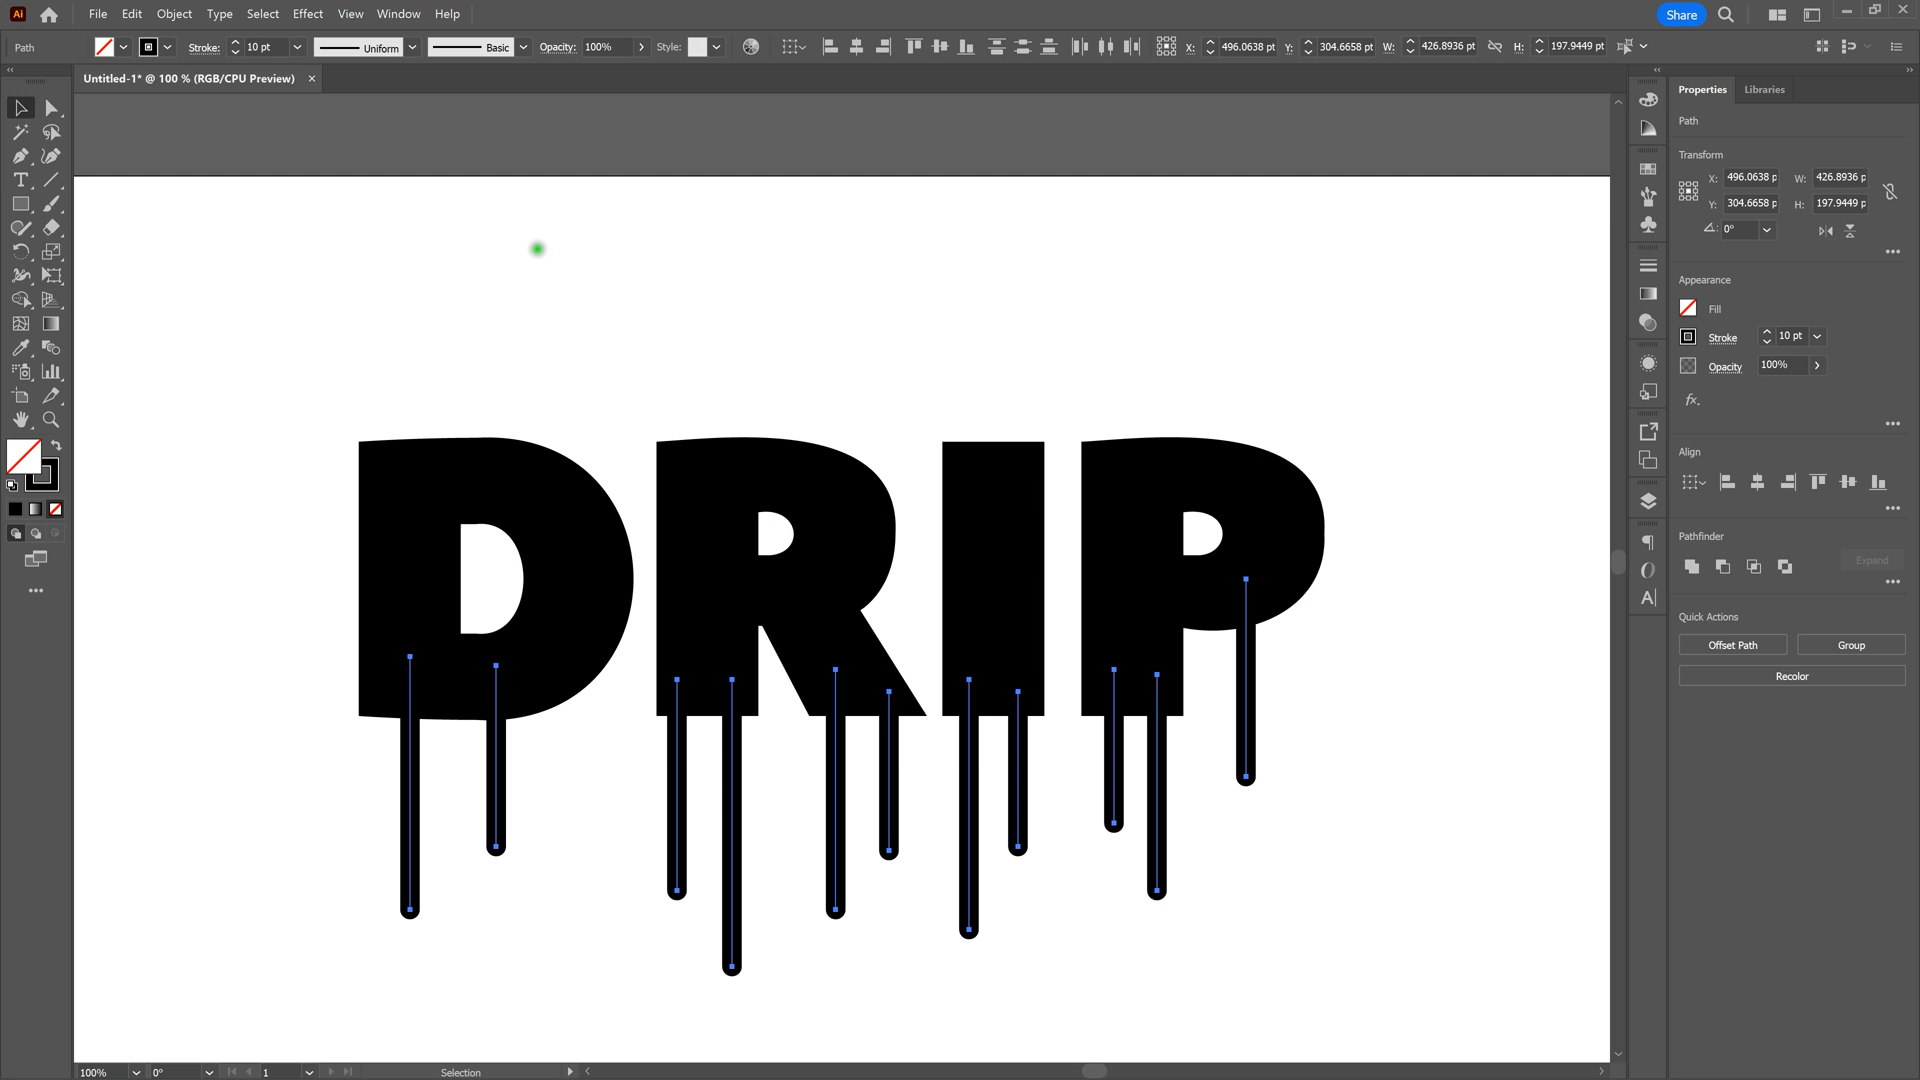 Ai File Edit Object Type Select Effect View Window Help Share
Path Stroke: 10 pt Uniform Basic Opacity: 100% Style: X: 496.0638 pt Y: 304.6658 pt W: 426.8936 pt H: 197.9449 pt
Untitled-1* @ 100 % (RGB/CPU Preview) ×
Properties Libraries
Path
Transform
X: 496.0638 p W: 426.8936 p
Y: 304.6658 p H: 197.9449 p
0°
Appearance
Fill
Stroke 10 pt
Opacity 100%
fx.
Align
Pathfinder
Expand
Quick Actions
Offset Path Group
Recolor
DRIP
100% 0° 1 Selection